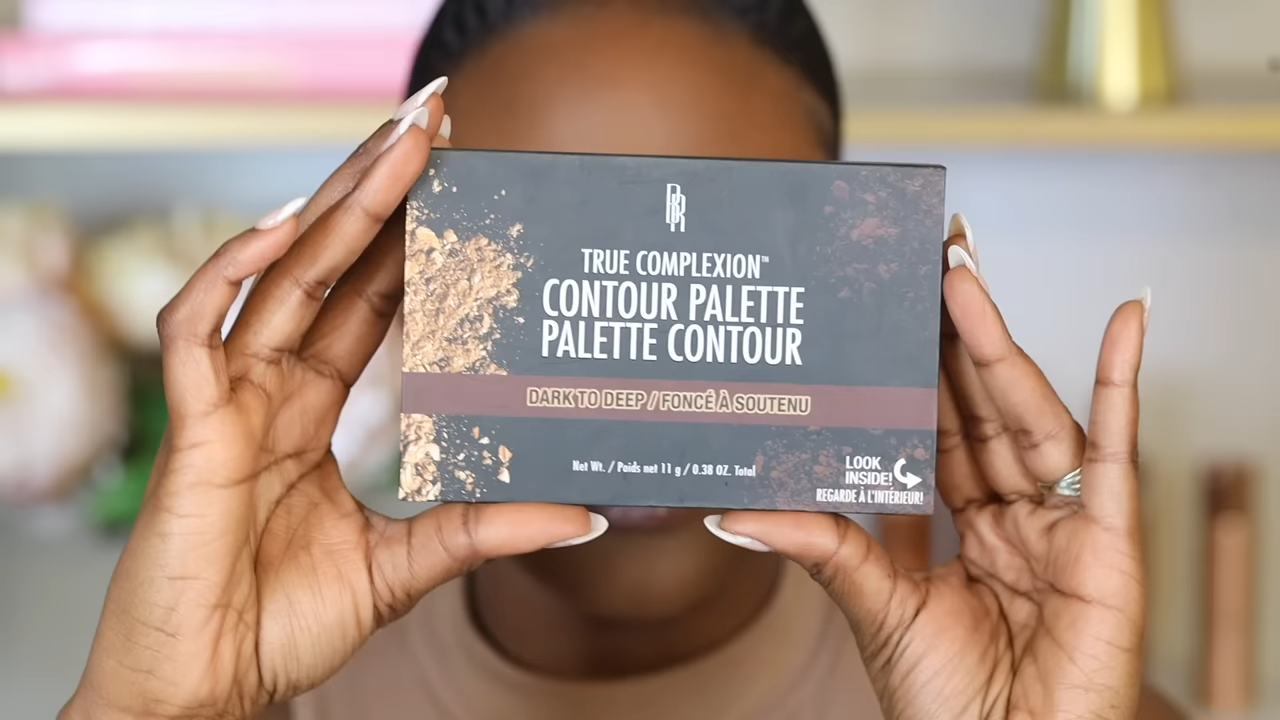 BR
TRUE COMPLEXION™
CONTOUR PALETTE
PALETTE CONTOUR
DARK TO DEEP / FONCÉ À SOUTENU
Net Wt. / Poids net 11 g / 0.38 OZ. Total
LOOK
INSIDE!
REGARDE À L'INTÉRIEUR!